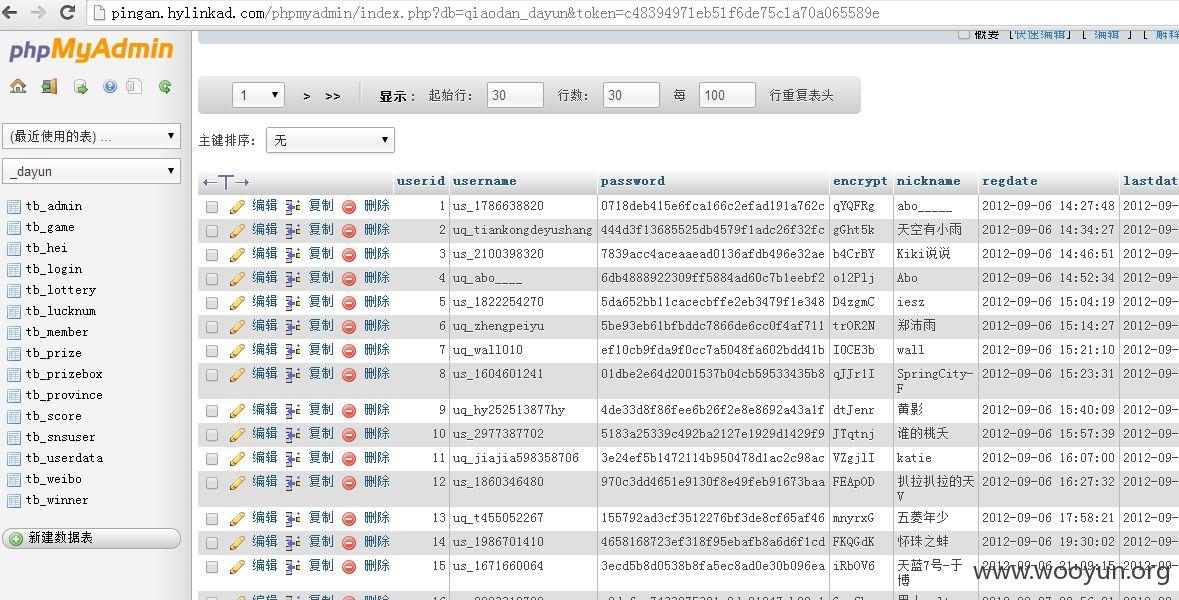 pingan.hylinkad.com/phpmyadmin/index.php?db=qiaodan_dayun&token=c48394971eb51f6de75c1a70a065589e
phpMyAdmin
概要 [快速编辑] [ 编辑 ] [ 解释
1 > >> 显示 : 起始行: 30 行数: 30 每 100 行重复表头
(最近使用的表) ...
主键排序: 无
_dayun
tb_admin
tb_game
tb_hei
tb_login
tb_lottery
tb_lucknum
tb_member
tb_prize
tb_prizebox
tb_province
tb_score
tb_snsuser
tb_userdata
tb_weibo
tb_winner
新建数据表
←T→ userid username password encrypt nickname regdate lastdat
编辑 复制 删除 1 us_1786638820 0718deb415e6fca166c2efad191a762c qYQFRg abo_____ 2012-09-06 14:27:48 2012-09-
编辑 复制 删除 2 uq_tiankongdeyushang 444d3f13685525db4579f1adc26f32fc gGht5k 天空有小雨 2012-09-06 14:34:27 2012-09-
编辑 复制 删除 3 us_2100398320 7839acc4aceaaead0136afdb496e32ae b4CrBY Kiki说说 2012-09-06 14:46:51 2012-09-
编辑 复制 删除 4 uq_abo____ 6db4888922309ff5884ad60c7b1eebf2 o12Plj Abo 2012-09-06 14:52:34 2012-09-
编辑 复制 删除 5 us_1822254270 5da652bb11cacecbffe2eb3479f1e348 D4zgmC iesz 2012-09-06 15:04:19 2012-09-
编辑 复制 删除 6 uq_zhengpeiyu 5be93eb61bfbddc7866de6cc0f4af711 trOR2N 郑沛雨 2012-09-06 15:14:27 2012-09-
编辑 复制 删除 7 uq_wall010 ef10cb9fda9f0cc7a5048fa602bdd41b IOCE3b wall 2012-09-06 15:21:10 2012-09-
编辑 复制 删除 8 us_1604601241 01dbe2e64d2001537b04cb59533435b8 qJJr1I SpringCity-F 2012-09-06 15:23:31 2012-09-
编辑 复制 删除 9 uq_hy252513877hy 4de33d8f86fee6b26f2e8e8692a43a1f dtJenr 黄影 2012-09-06 15:40:09 2012-09-
编辑 复制 删除 10 us_2977387702 5183a25339c492ba2127e1929d1429f9 JTqtnj 谁的桃夭 2012-09-06 15:57:39 2012-09-
编辑 复制 删除 11 uq_jiajia598358706 3e24ef5b1472114b950478d1ac2c98ac VZgjlI katie 2012-09-06 16:07:00 2012-09-
编辑 复制 删除 12 us_1860346480 970c3dd4651e9130f8e49feb91673baa FEApOD 扒拉扒拉的天V 2012-09-06 16:27:32 2012-09-
编辑 复制 删除 13 uq_t455052267 155792ad3cf3512276bf3de8cf65af46 mnyrxG 五菱年少 2012-09-06 17:58:21 2012-09-
编辑 复制 删除 14 us_1986701410 4658168723ef318f95ebafb8a6d6f1cd FKQGdK 怀珠之蚌 2012-09-06 19:30:02 2012-09-
编辑 复制 删除 15 us_1671660064 3ecd5b8d0538b8fa5ec8ad0e30b096ea iRbOV6 天蓝7号-于博 2012-09-06 21:09:15 2012-09-
www.wooyun.org